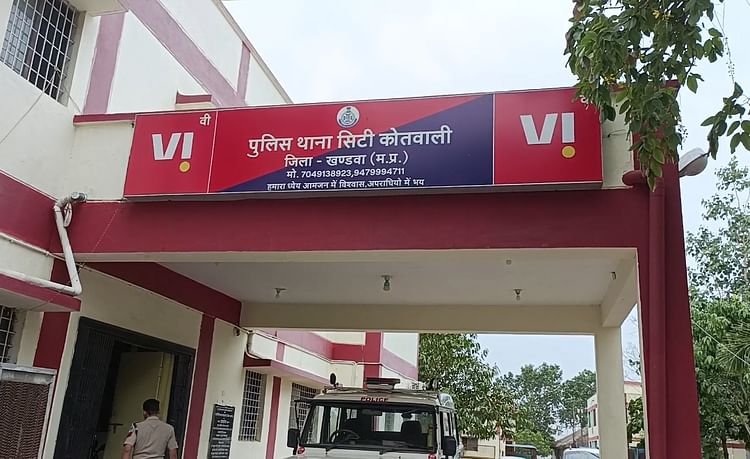 वी
VI
पुलिस थाना सिटी कोतवाली
जिला - खण्डवा (म.प्र.)
मो. 7049138923,9479994711
हमारा ध्येय आमजन में विश्वास,अपराधियो में भय
VI
वी
POLICE